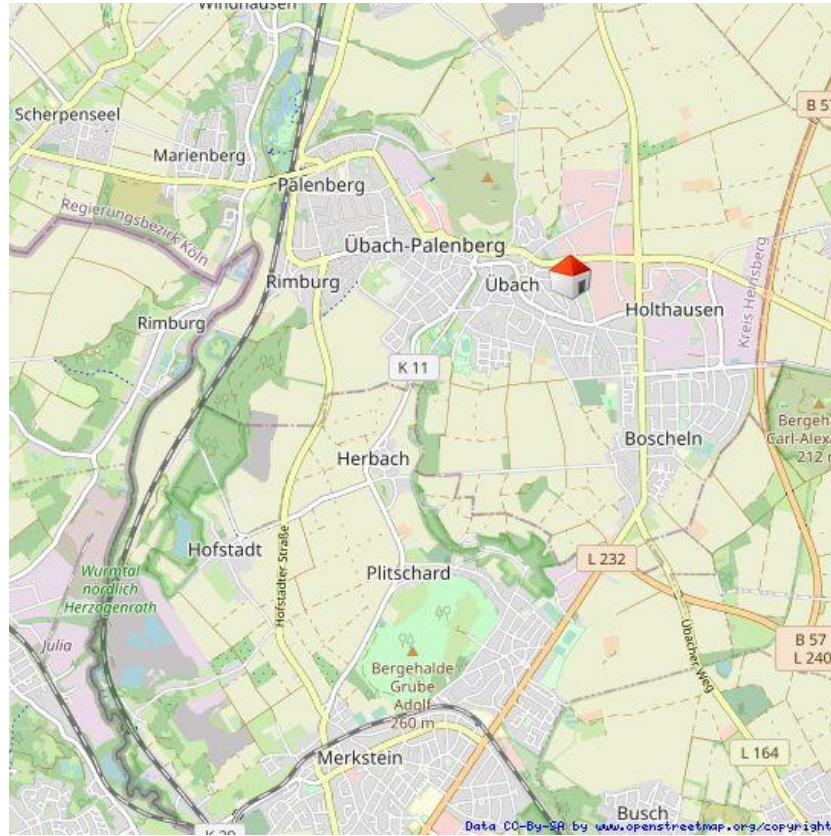 Windhausen
Scherpenseel
B 57
Marienberg
Palenberg
Regierungsbezirk Köln
Übach-Palenberg
Rimburg
Übach
Kreis Heinsberg
Holthausen
Rimburg
K 11
Bergeha
Carl-Alexa
212 m
Boscheln
Herbach
Hofstadt
L 232
Hofstadter Straße
Plitschard
Wurmtal
nördlich
Herzogenrath
Julia
Übacher Weg
B 57
L 240
Bergehalde
Grube
Adolf
260 m
Merkstein
L 164
Busch
K 29
Data CC-By-SA by www.openstreetmap.org/copyright